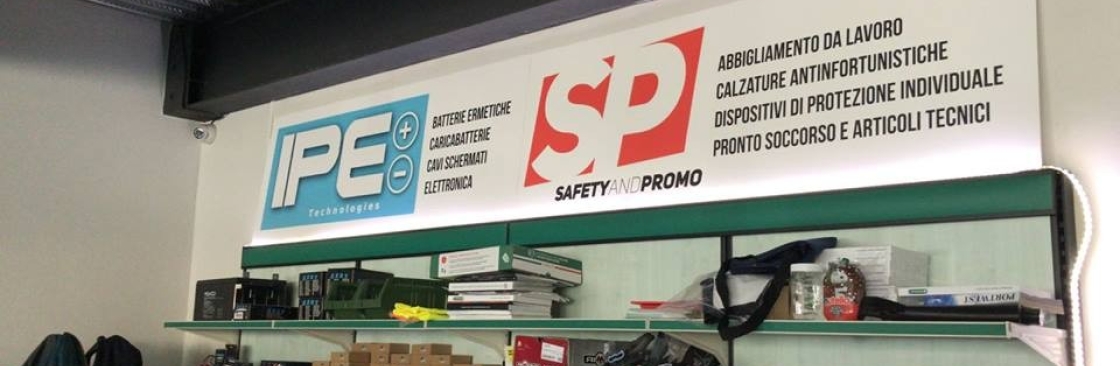 IPE
Technologies
BATTERIE ERMETICHE
CARICABATTERIE
CAVI SCHERMATI
ELETTRONICA
SP
SAFETYANDPROMO
ABBIGLIAMENTO DA LAVORO
CALZATURE ANTINFORTUNISTICHE
DISPOSITIVI DI PROTEZIONE INDIVIDUALE
PRONTO SOCCORSO E ARTICOLI TECNICI
PORTWEST